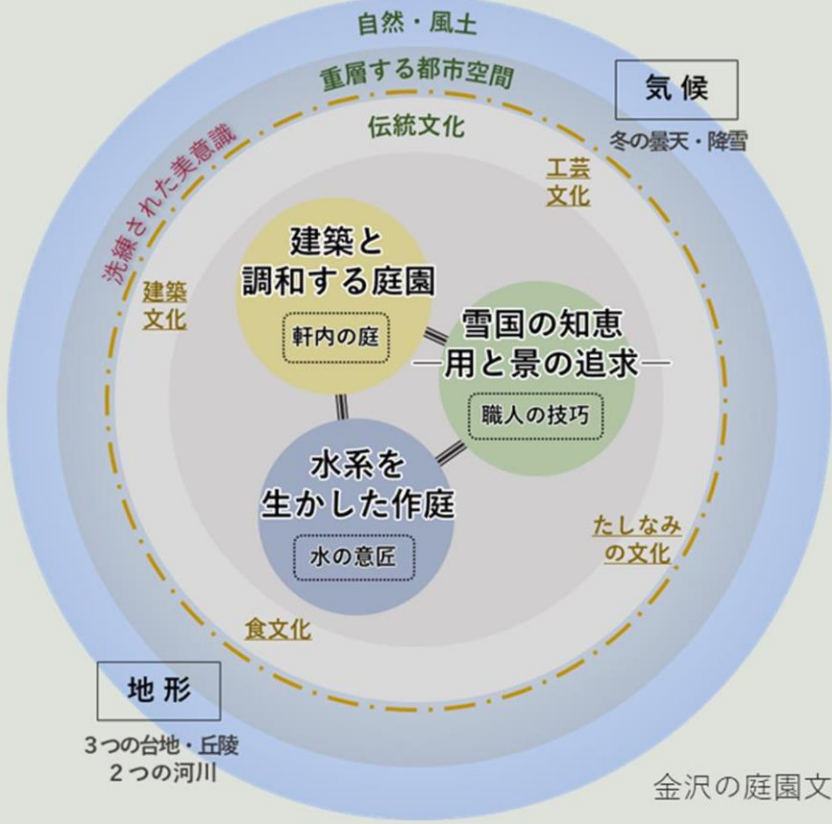 自然・風土
重層する都市空間
気候
冬の曇天・降雪
伝統文化
洗練された美意識
工芸
文化
建築と
調和する庭園
軒内の庭
建築
文化
雪国の知恵
―用と景の追求―
職人の技巧
水系を
生かした作庭
水の意匠
たしなみ
の文化
食文化
地形
3つの台地・丘陵
2つの河川
金沢の庭園文